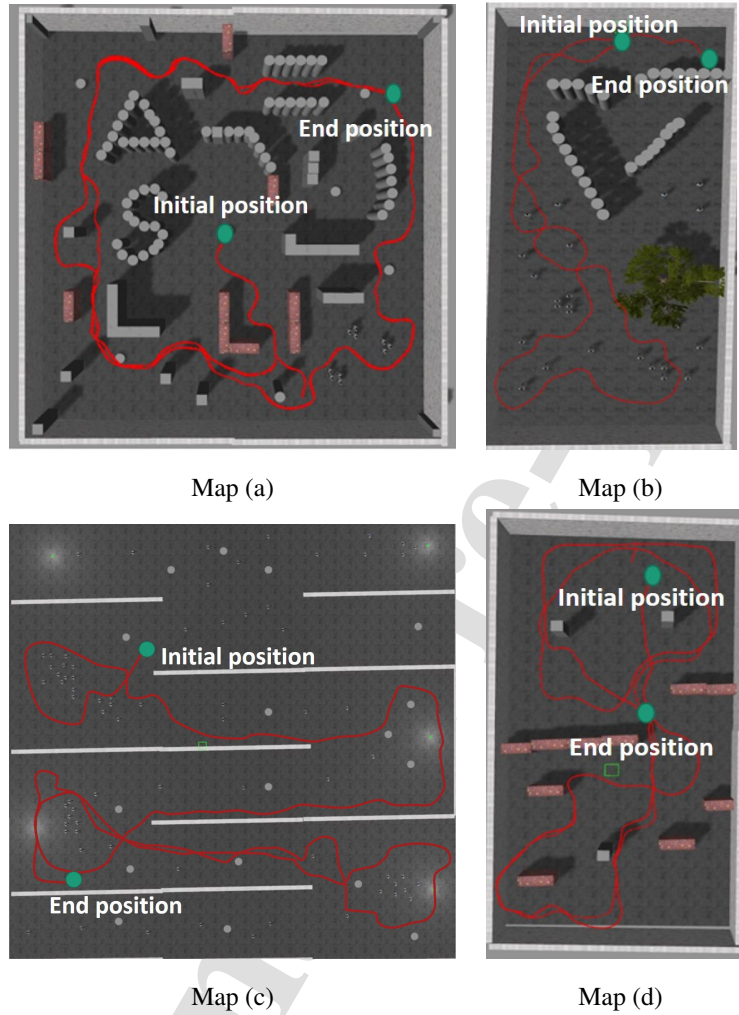 Initial position
End position
Initial position
End position
Map (a)
Map (b)
Initial position
End position
Initial position
End position
Map (c)
Map (d)